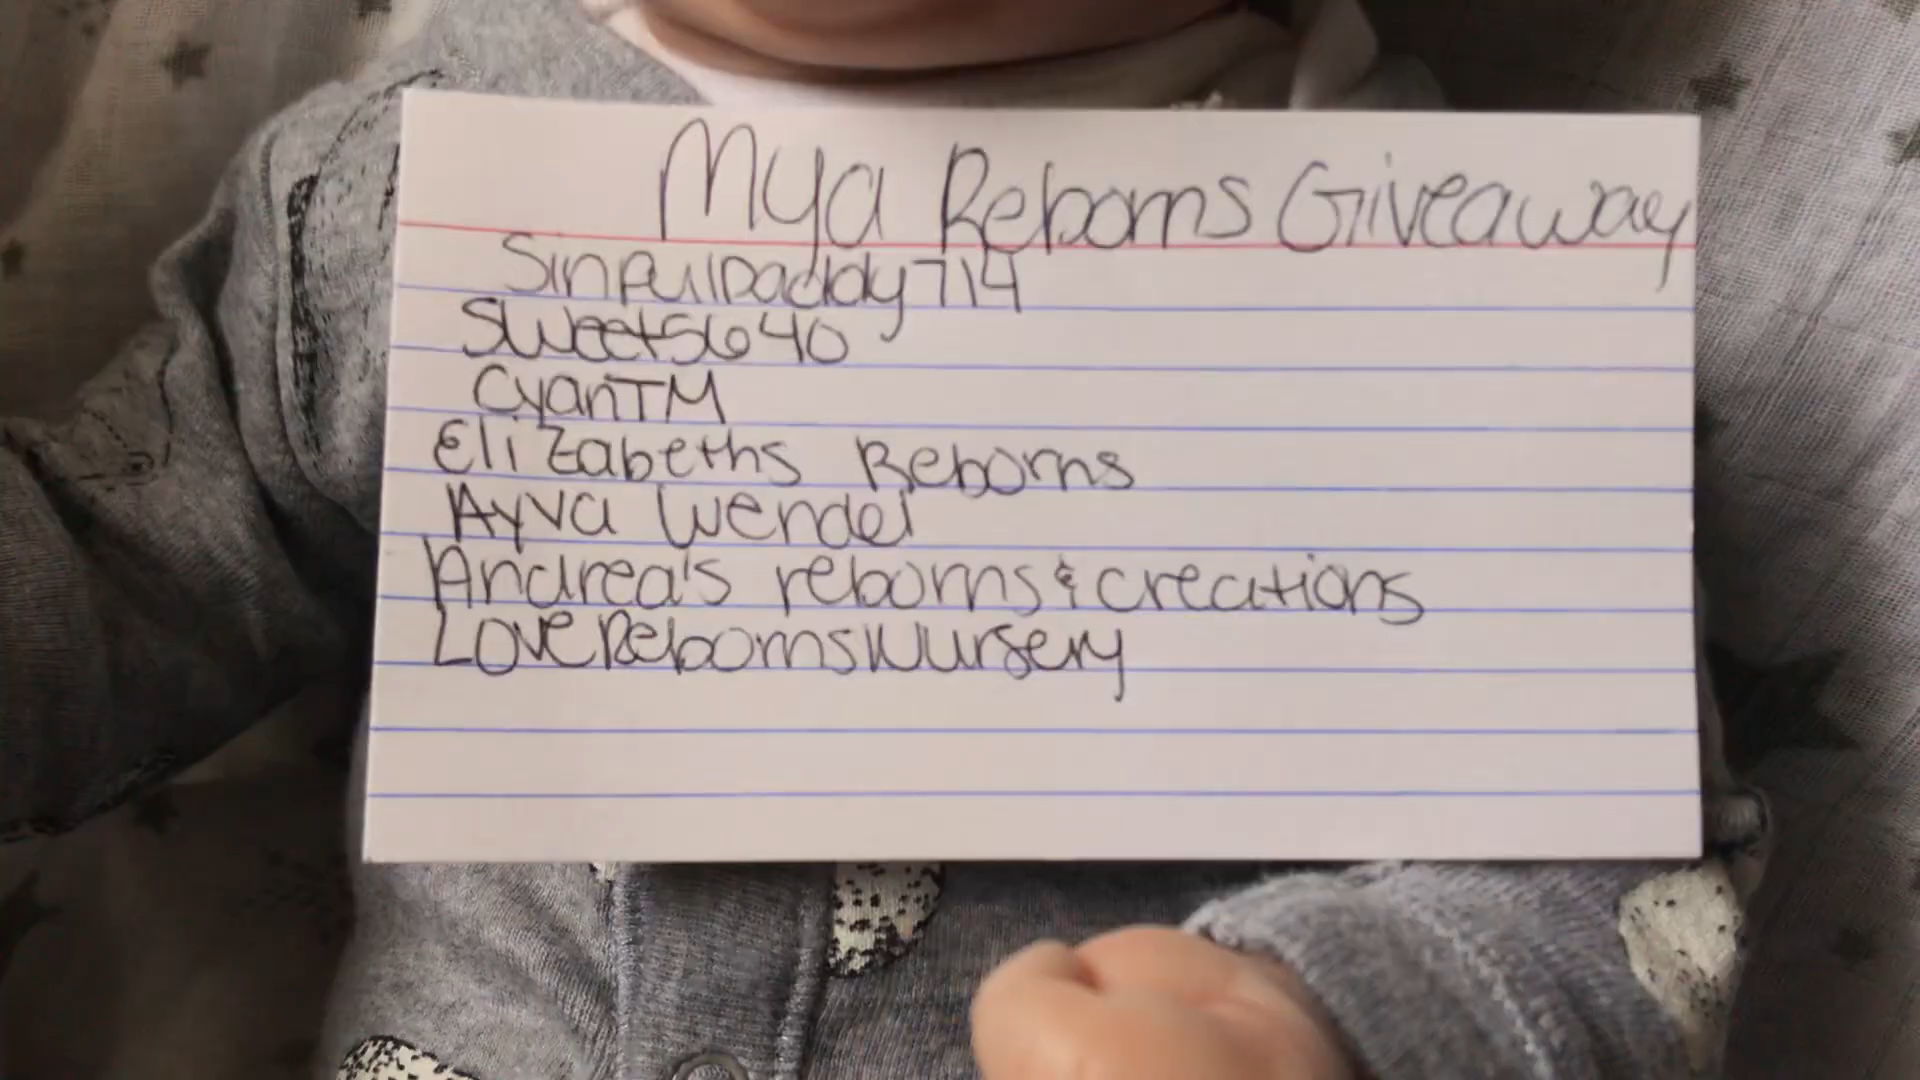 Mya Reborns Giveaway
SinfulDaddy714
Sweet5640
CyanTM
Elizabeths Reborns
Ayva Wendel
Andrea's reborns & creations
LoveRebornsNursery